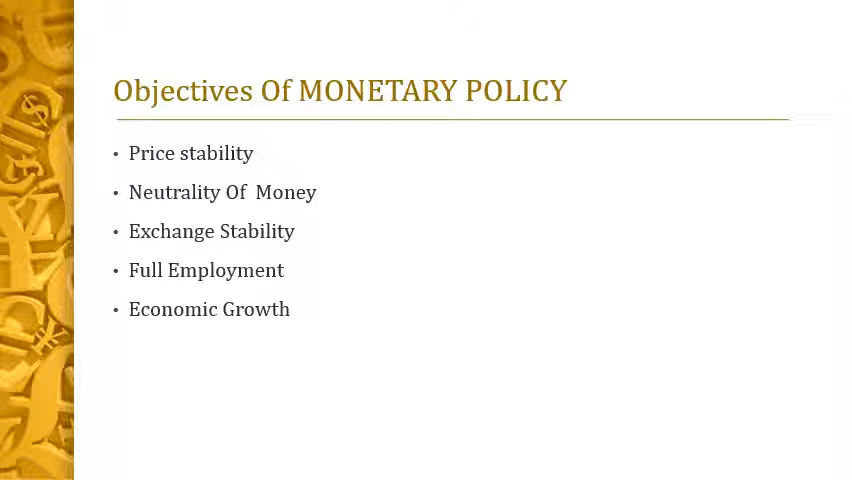 Objectives Of MONETARY POLICY
• Price stability
• Neutrality Of  Money
• Exchange Stability
• Full Employment
• Economic Growth